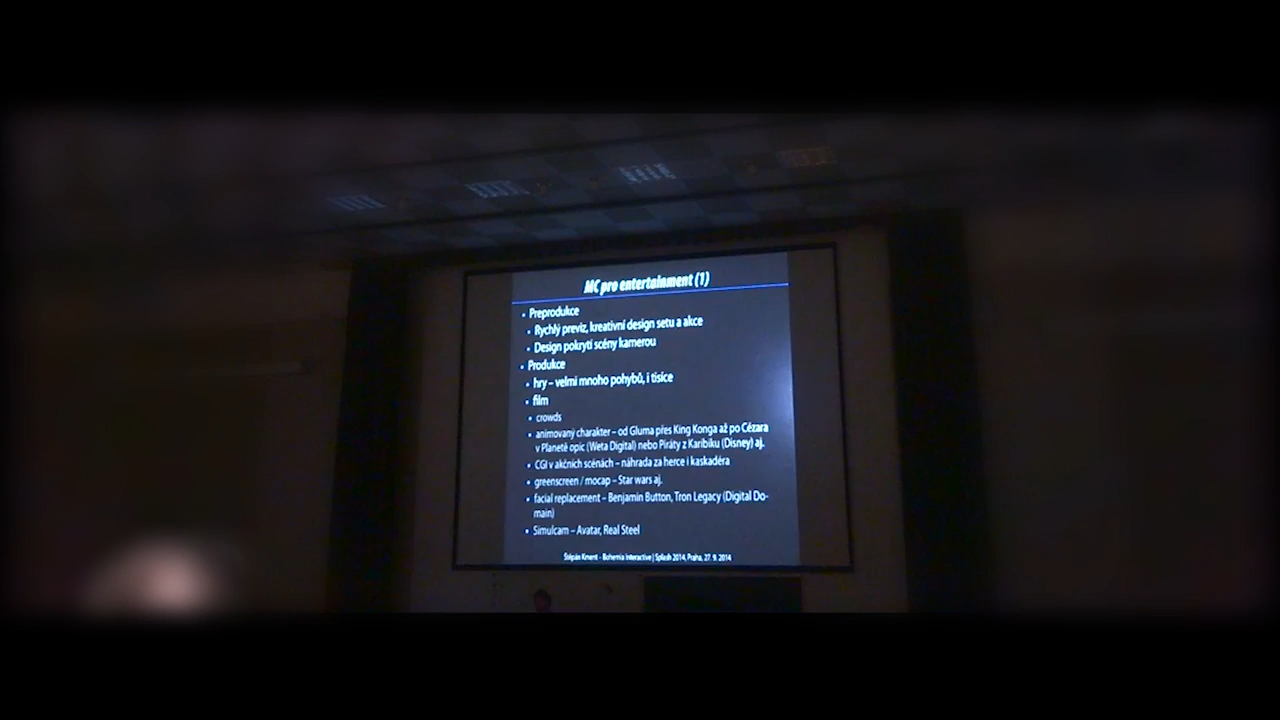 MC pro entertainment (1)
• Preprodukce
• Rychlý previz, kreativní design setu a akce
• Design pokrytí scény kamerou
• Produkce
• hry – velmi mnoho pohybů, i tisíce
• film
• crowds
• animovaný charakter – od Gluma přes King Konga až po Cézara
v Planetě opic (Weta Digital) nebo Piráty z Karibiku (Disney) aj.
• CGI v akčních scénách – náhrada za herce i kaskadéra
• greenscreen / mocap – Star wars aj.
• facial replacement – Benjamin Button, Tron Legacy (Digital Do-
main)
• Simulcam – Avatar, Real Steel
Štěpán Kment - Bohemia Interactive | Splash 2014, Praha, 27. 9. 2014